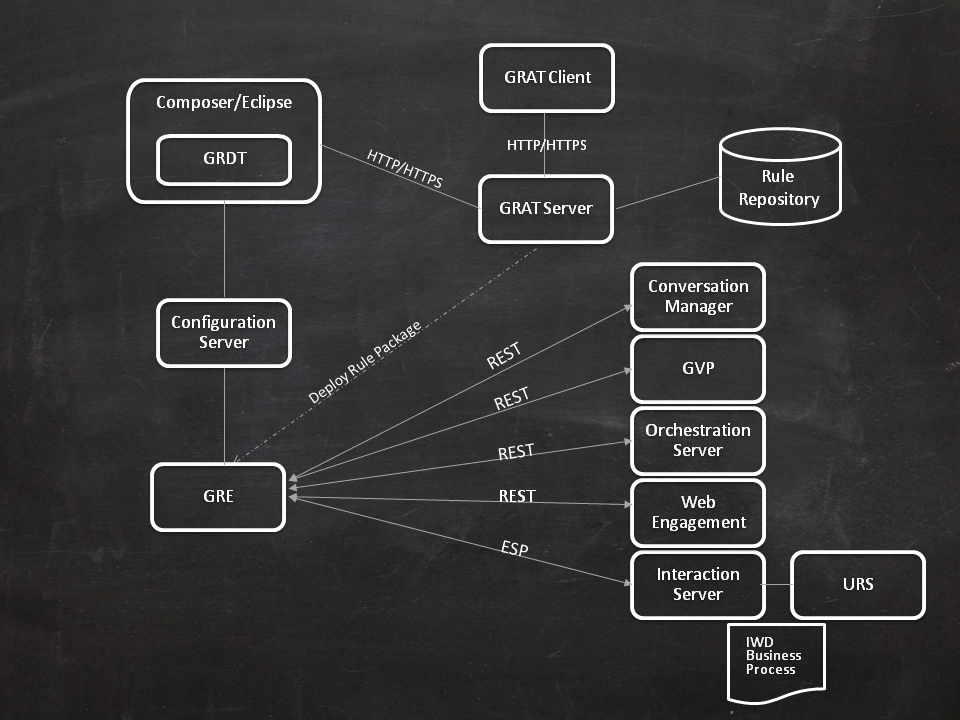 GRAT Client
Composer/Eclipse
HTTP/HTTPS
GRDT
HTTP/HTTPS
Rule
Repository
GRAT Server
Conversation
Manager
Configuration
Server
Deploy Rule Package
REST
GVP
REST
Orchestration
Server
REST
GRE
REST
Web
Engagement
ESP
Interaction
Server
URS
IWD
Business
Process